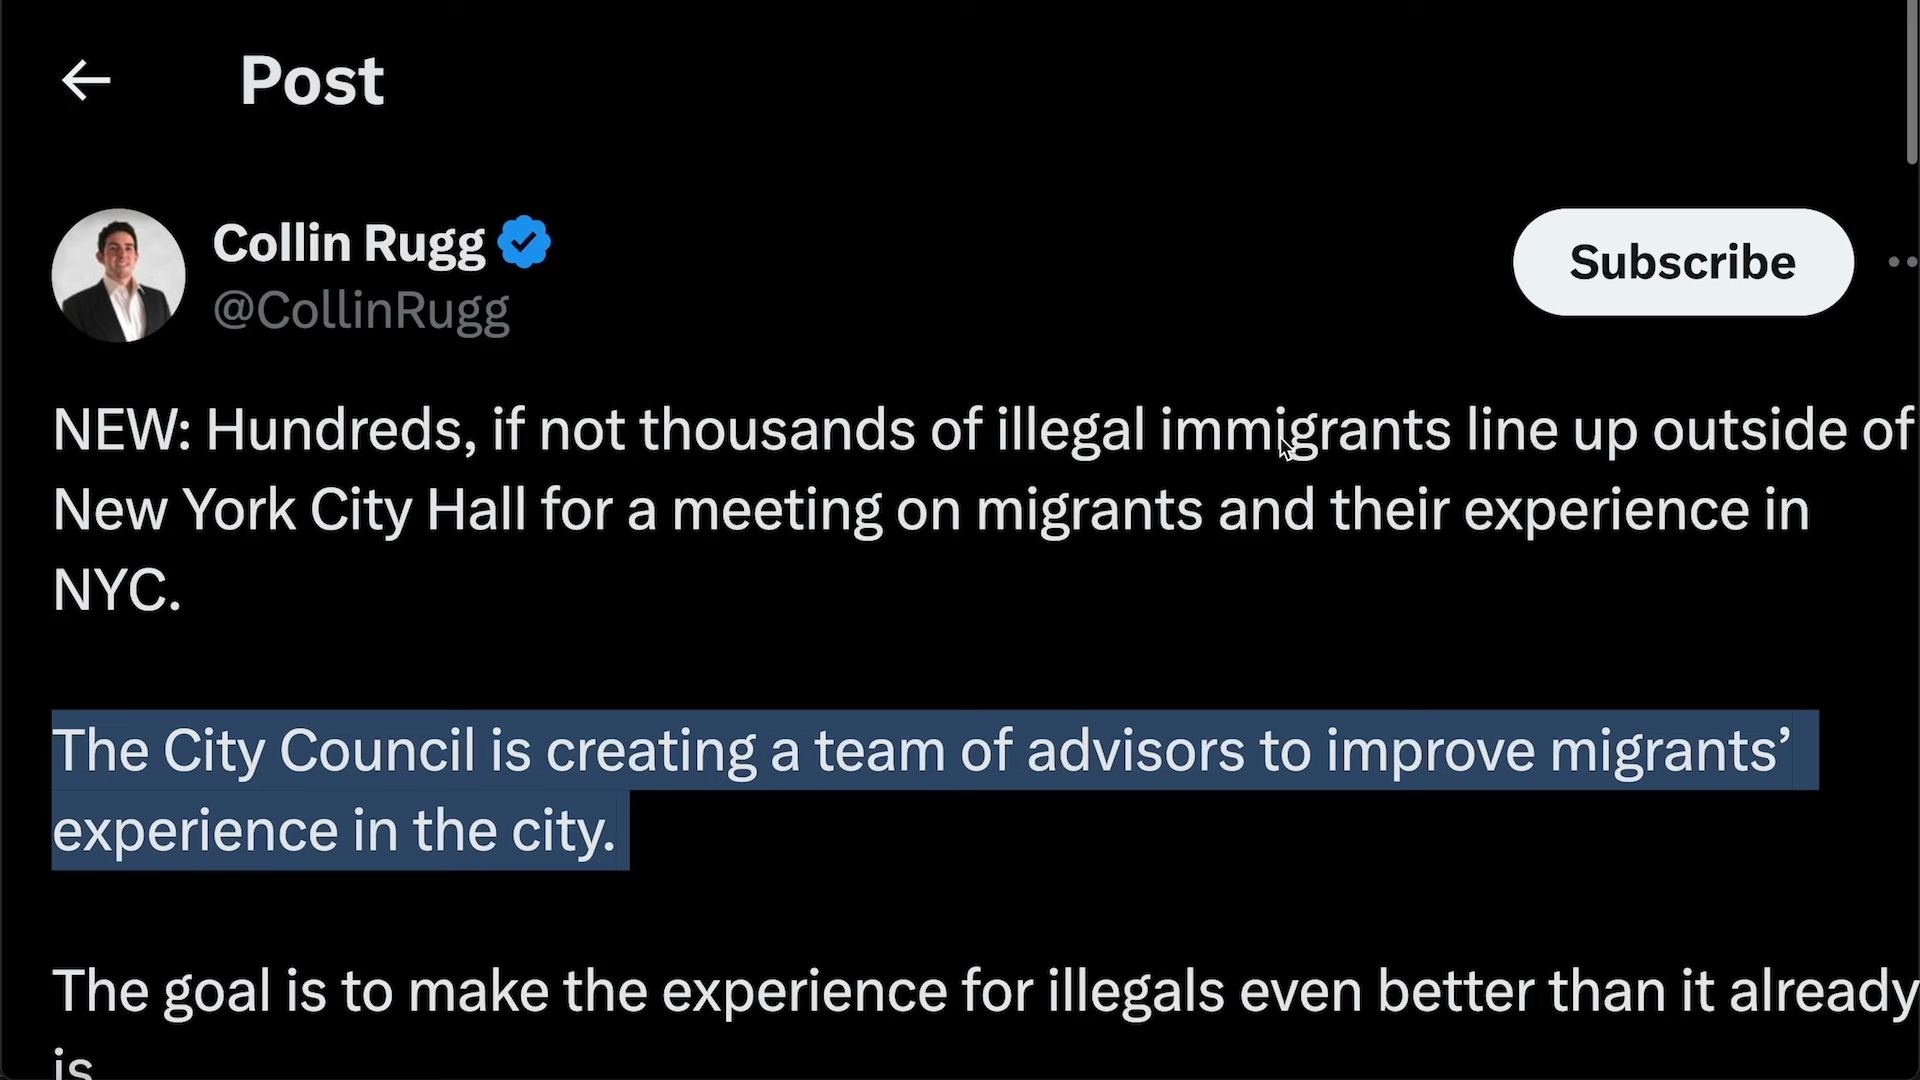 Post
Collin Rugg
@CollinRugg
Subscribe
NEW: Hundreds, if not thousands of illegal immigrants line up outside of
New York City Hall for a meeting on migrants and their experience in
NYC.
The City Council is creating a team of advisors to improve migrants’
experience in the city.
The goal is to make the experience for illegals even better than it already
is